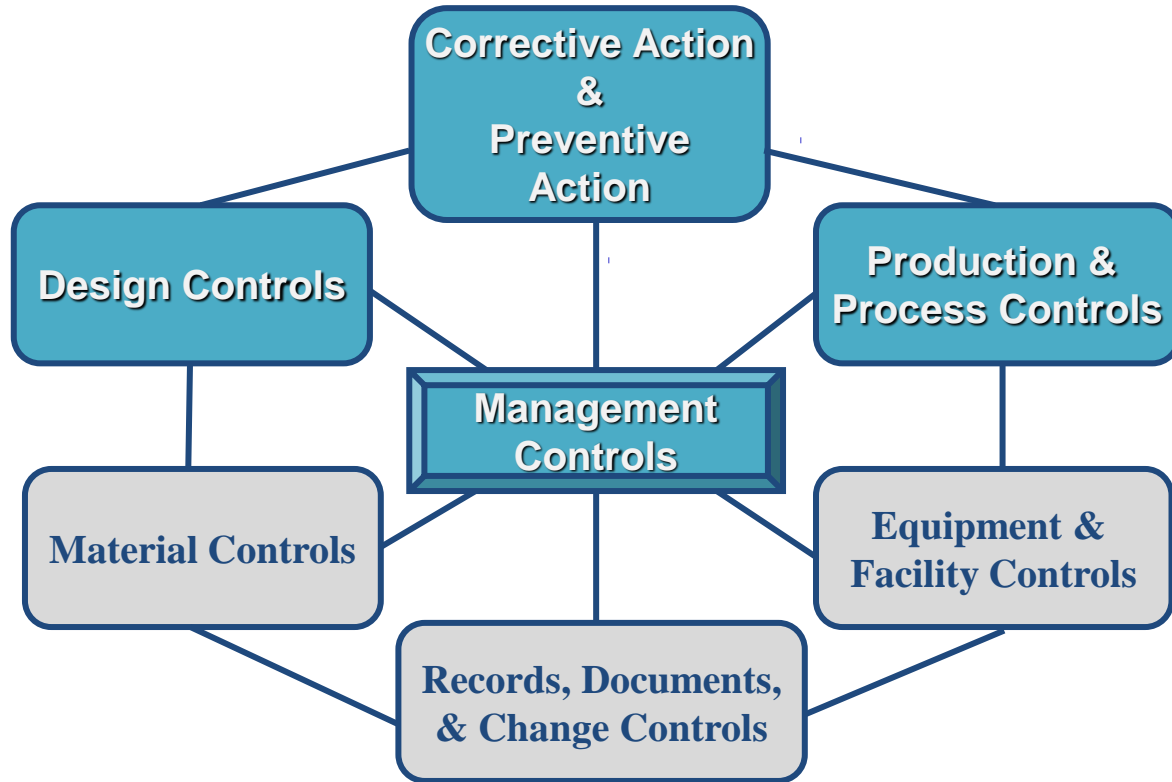 Corrective Action
&
Preventive
Action
Design Controls
Production &
Process Controls
Management
Controls
Material Controls
Equipment &
Facility Controls
Records, Documents,
& Change Controls